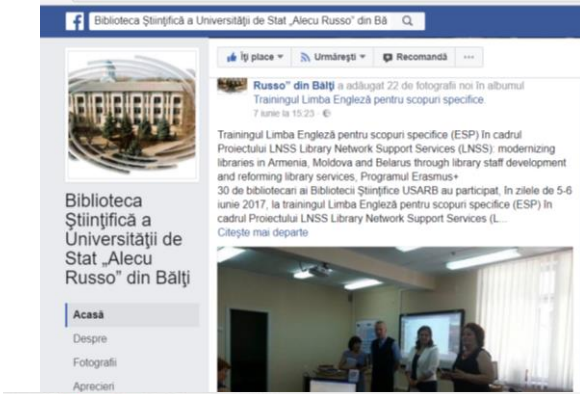 Biblioteca Ştiinţifică a Universităţii de Stat „Alecu Russo" din Bă
Îţi place
Urmăreşti
Recomandă
Russo" din Bălţi a adăugat 22 de fotografii noi în albumul
Trainingul Limba Engleză pentru scopuri specifice.
7 iunie la 15:23
Trainingul Limba Engleză pentru scopuri specifice (ESP) în cadrul
Proiectului LNSS Library Network Support Services (LNSS): modernizing
libraries in Armenia, Moldova and Belarus through library staff development
and reforming library services, Programul Erasmus+
30 de bibliotecari ai Bibliotecii Ştiinţifice USARB au participat, în zilele de 5-6
iunie 2017, la trainingul Limba Engleză pentru scopuri specifice (ESP) în
cadrul Proiectului LNSS Library Network Support Services (L...
Citeşte mai departe
Biblioteca
Ştiinţifică a
Universităţii de
Stat „Alecu
Russo" din Bălţi
Acasă
Despre
Fotografii
Aprecieri